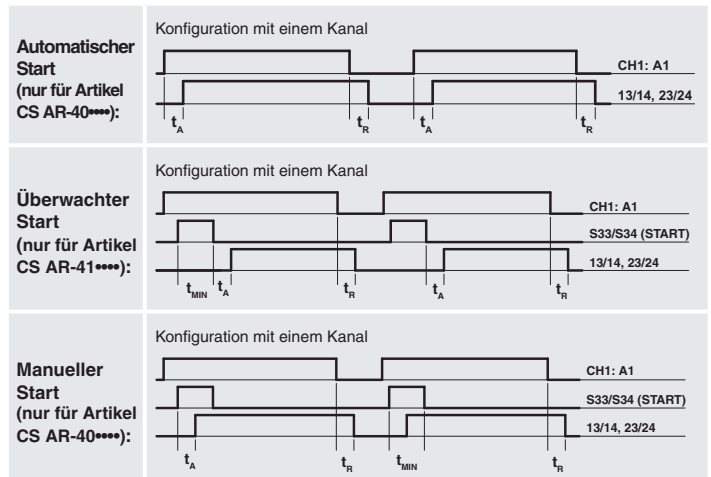 Automatischer
Start
(nur für Artikel
CS AR-40••••):
Konfiguration mit einem Kanal
CH1: A1
13/14, 23/24
tA
tR
tA
tR
Überwachter
Start
(nur für Artikel
CS AR-41••••):
Konfiguration mit einem Kanal
CH1: A1
S33/S34 (START)
13/14, 23/24
tMIN
tA
tR
tA
tR
Manueller
Start
(nur für Artikel
CS AR-40••••):
Konfiguration mit einem Kanal
CH1: A1
S33/S34 (START)
13/14, 23/24
tA
tR
tMIN
tR